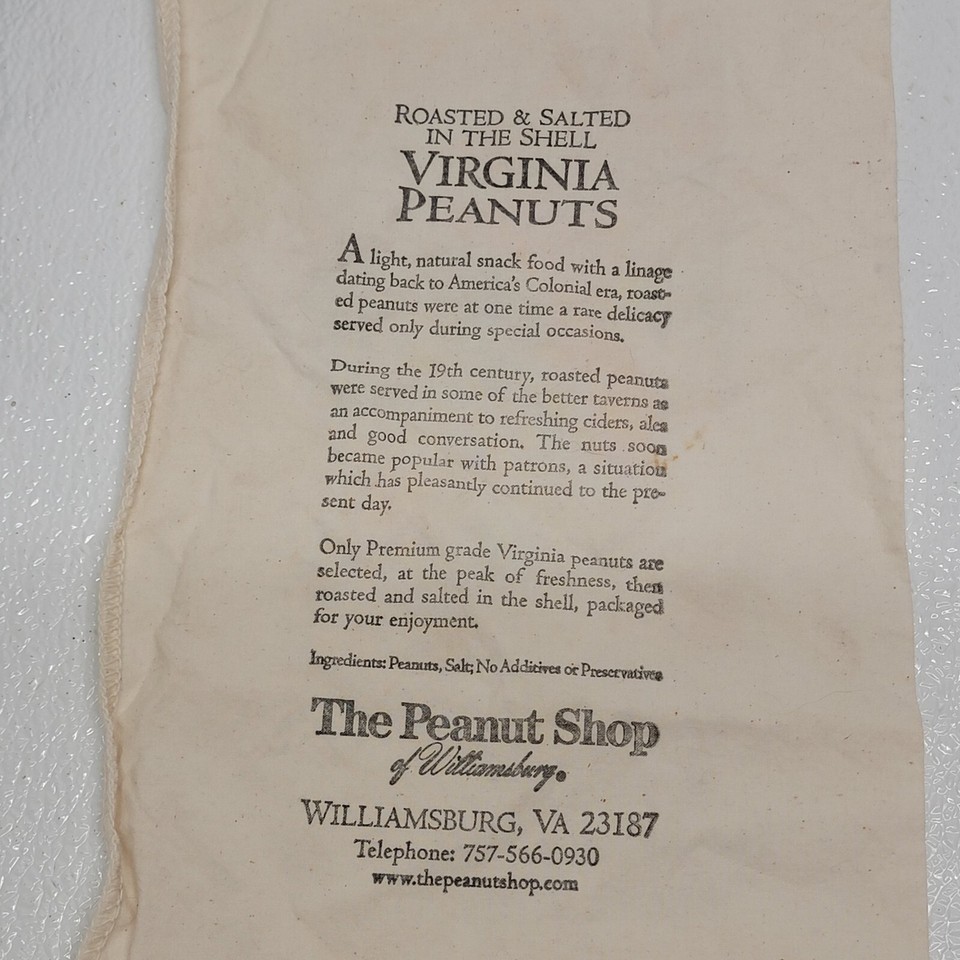 ROASTED & SALTED
IN THE SHELL
VIRGINIA
PEANUTS
A light, natural snack food with a linage
dating back to America's Colonial era, roast-
ed peanuts were at one time a rare delicacy
served only during special occasions.
During the 19th century, roasted peanuts
were served in some of the better taverns as
an accompaniment to refreshing ciders, ales
and good conversation. The nuts soon
became popular with patrons, a situation
which has pleasantly continued to the pre-
sent day.
Only Premium grade Virginia peanuts are
selected, at the peak of freshness, then
roasted and salted in the shell, packaged
for your enjoyment.
Ingredients: Peanuts, Salt; No Additives or Preservatives
The Peanut Shop
of Williamsburg®
WILLIAMSBURG, VA 23187
Telephone: 757-566-0930
www.thepeanutshop.com